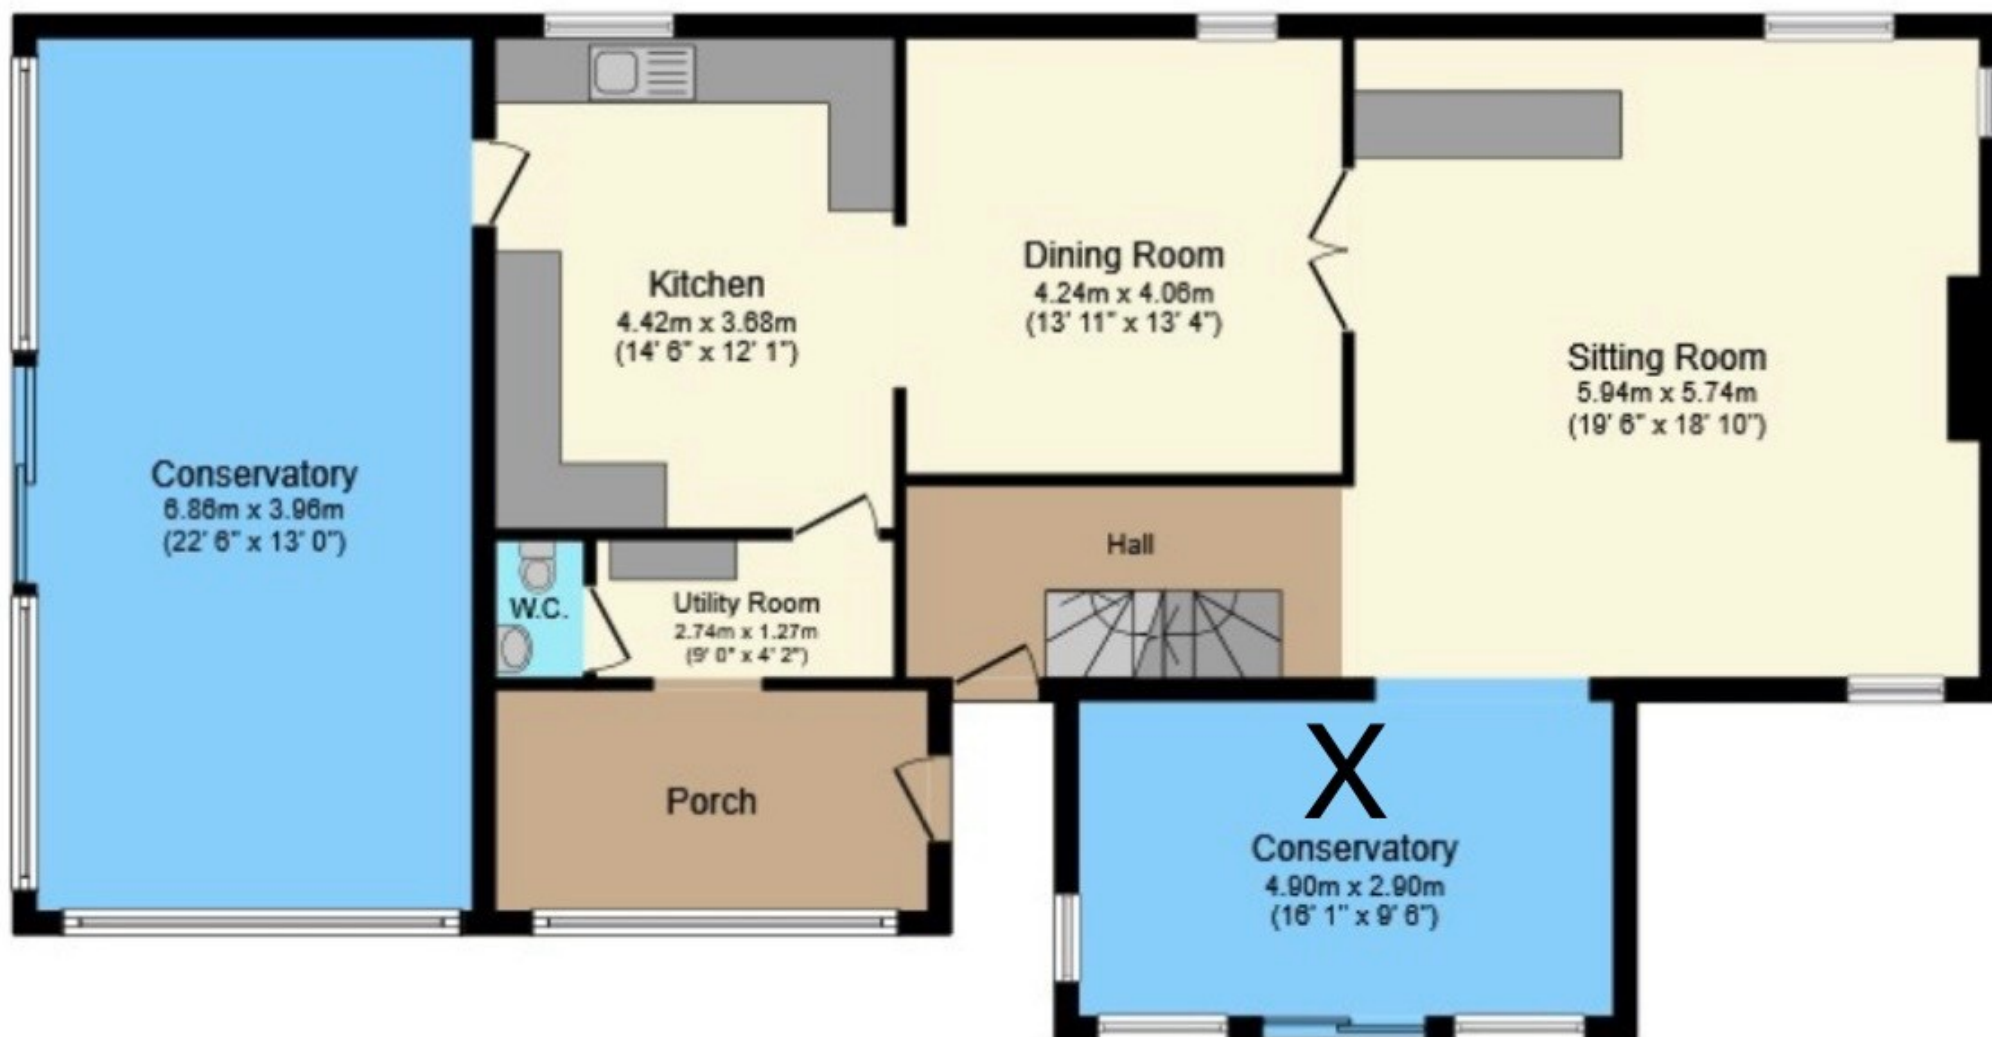 Kitchen
4.42m x 3.68m
(14' 6" x 12' 1")
Dining Room
4.24m x 4.06m
(13' 11" x 13' 4")
Sitting Room
5.94m x 5.74m
(19' 6" x 18' 10")
Conservatory
6.86m x 3.96m
(22' 6" x 13' 0")
Hall
W.C.
Utility Room
2.74m x 1.27m
(9' 0" x 4' 2")
Porch
X
Conservatory
4.90m x 2.90m
(16' 1" x 9' 6")